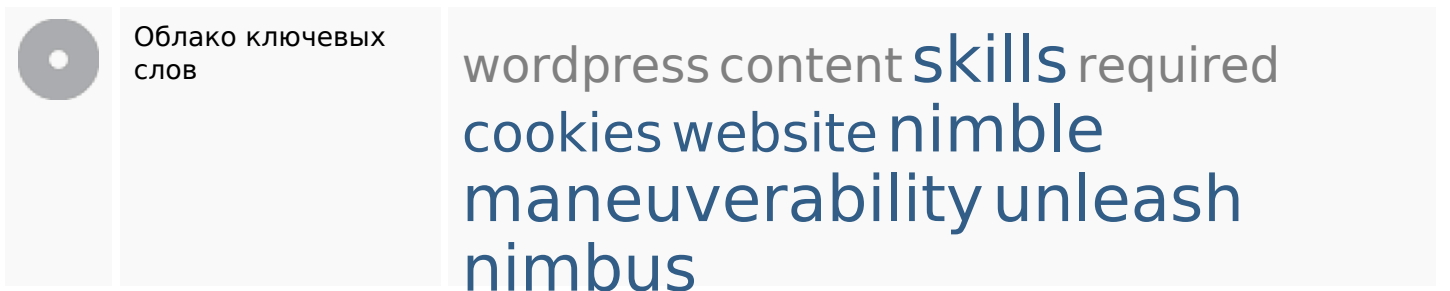 Облако ключевых
слов
wordpress content skills required
cookies website nimble
maneuverability unleash
nimbus